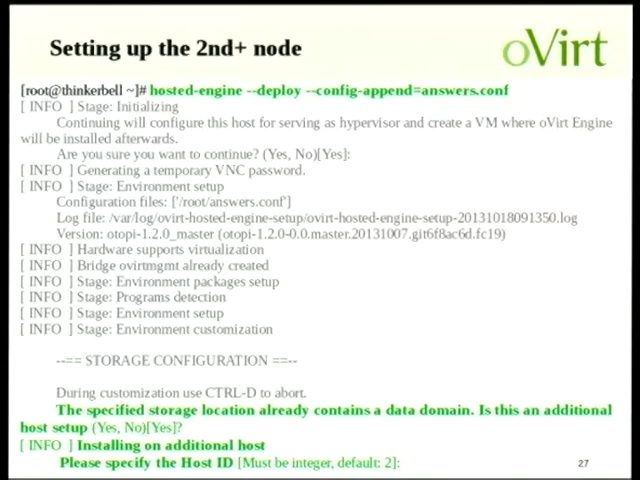 Setting up the 2nd+ node
oVirt
[root@thinkerbell ~]# hosted-engine --deploy --config-append=answers.conf
[ INFO  ] Stage: Initializing
Continuing will configure this host for serving as hypervisor and create a VM where oVirt Engine
will be installed afterwards.
Are you sure you want to continue? (Yes, No)[Yes]:
[ INFO  ] Generating a temporary VNC password.
[ INFO  ] Stage: Environment setup
Configuration files: ['/root/answers.conf']
Log file: /var/log/ovirt-hosted-engine-setup/ovirt-hosted-engine-setup-20131018091350.log
Version: otopi-1.2.0_master (otopi-1.2.0-0.0.master.20131007.git6f8ac6d.fc19)
[ INFO  ] Hardware supports virtualization
[ INFO  ] Bridge ovirtmgmt already created
[ INFO  ] Stage: Environment packages setup
[ INFO  ] Stage: Programs detection
[ INFO  ] Stage: Environment setup
[ INFO  ] Stage: Environment customization
--== STORAGE CONFIGURATION ==--
During customization use CTRL-D to abort.
The specified storage location already contains a data domain. Is this an additional
host setup (Yes, No)[Yes]?
[ INFO  ] Installing on additional host
Please specify the Host ID [Must be integer, default: 2]:
27